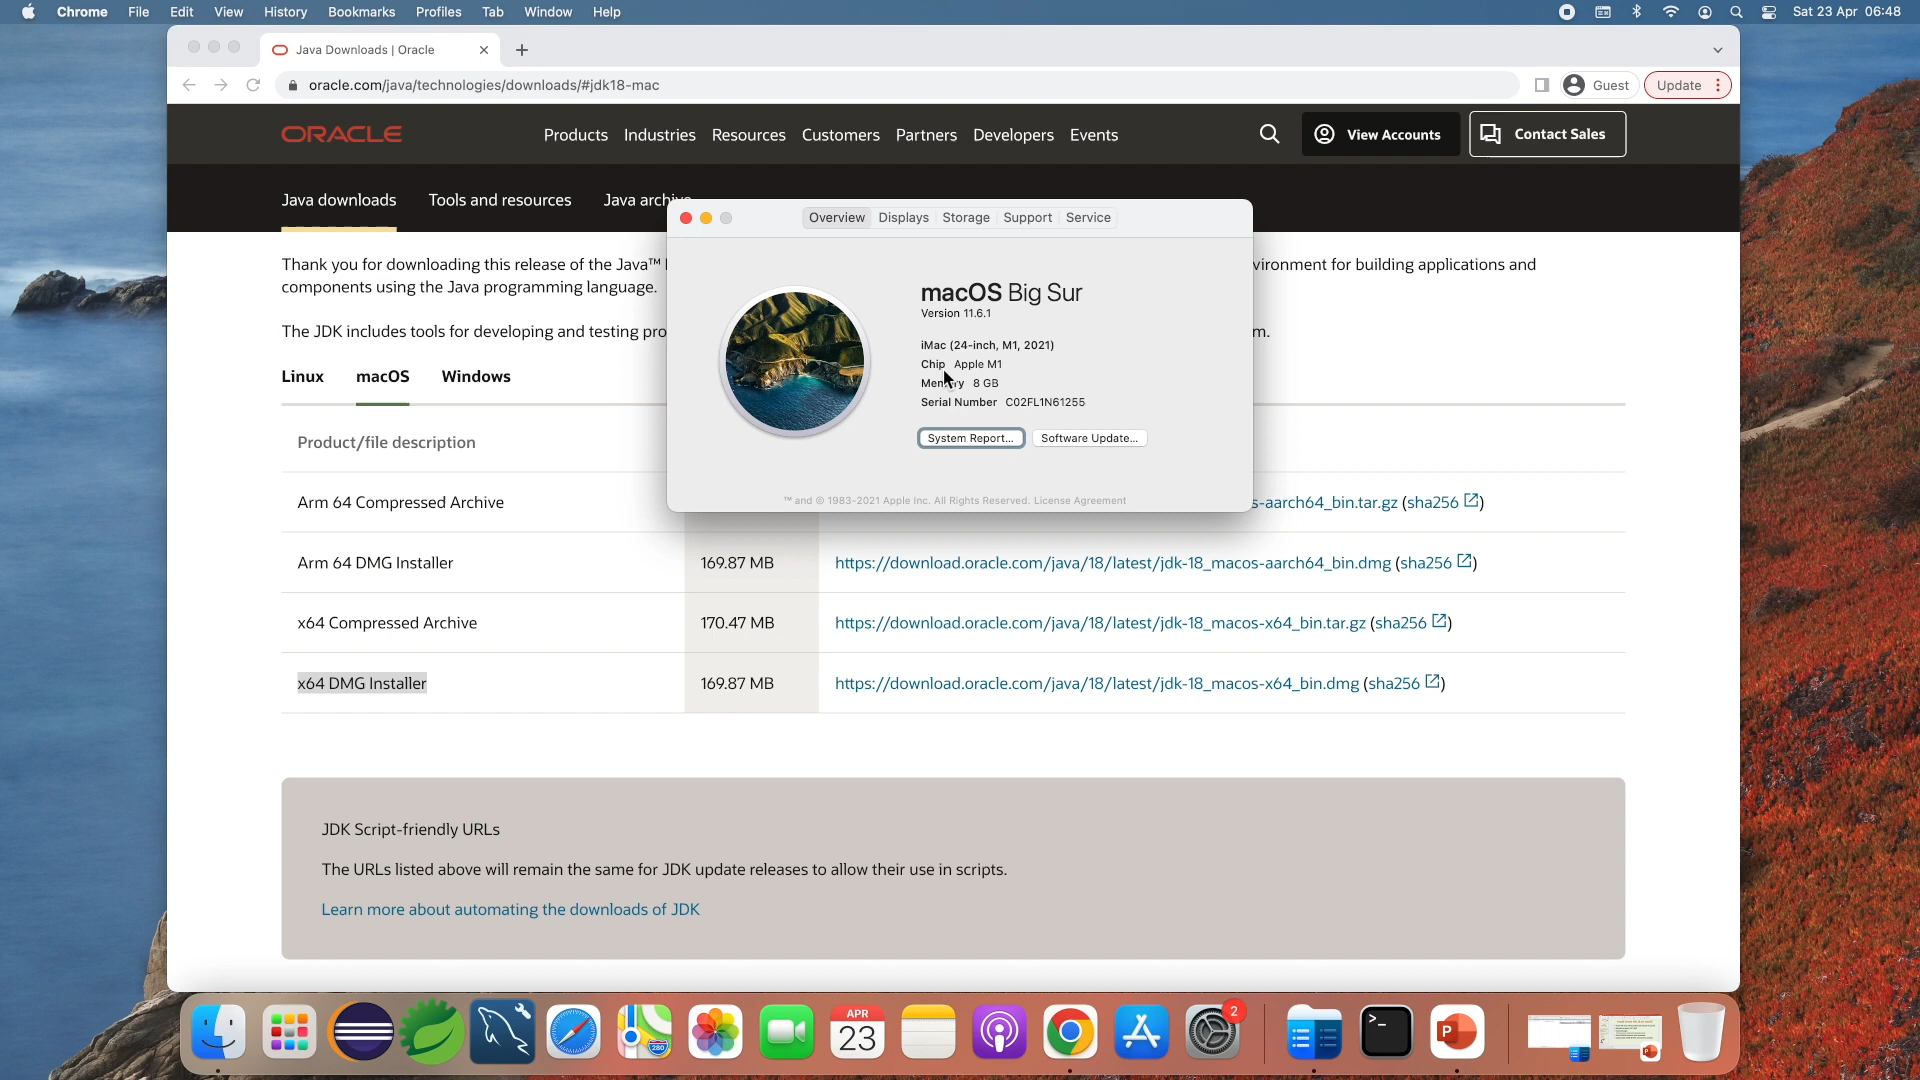 Chrome File Edit View History Bookmarks Profiles Tab Window Help Sat 23 Apr 06:48
Java Downloads | Oracle
oracle.com/java/technologies/downloads/#jdk18-mac Guest Update
ORACLE Products Industries Resources Customers Partners Developers Events View Accounts Contact Sales
Java downloads Tools and resources Java archive
Overview Displays Storage Support Service
Thank you for downloading this release of the Java™ vironment for building applications and
components using the Java programming language.
The JDK includes tools for developing and testing pro m.
macOS Big Sur
Version 11.6.1
iMac (24-inch, M1, 2021)
Chip Apple M1
Memory 8 GB
Serial Number C02FL1N61255
System Report... Software Update...
™ and © 1983-2021 Apple Inc. All Rights Reserved. License Agreement
Linux macOS Windows
Product/file description
Arm 64 Compressed Archive s-aarch64_bin.tar.gz (sha256)
Arm 64 DMG Installer 169.87 MB https://download.oracle.com/java/18/latest/jdk-18_macos-aarch64_bin.dmg (sha256)
x64 Compressed Archive 170.47 MB https://download.oracle.com/java/18/latest/jdk-18_macos-x64_bin.tar.gz (sha256)
x64 DMG Installer 169.87 MB https://download.oracle.com/java/18/latest/jdk-18_macos-x64_bin.dmg (sha256)
JDK Script-friendly URLs
The URLs listed above will remain the same for JDK update releases to allow their use in scripts.
Learn more about automating the downloads of JDK
280
APR
23
2
>_
P